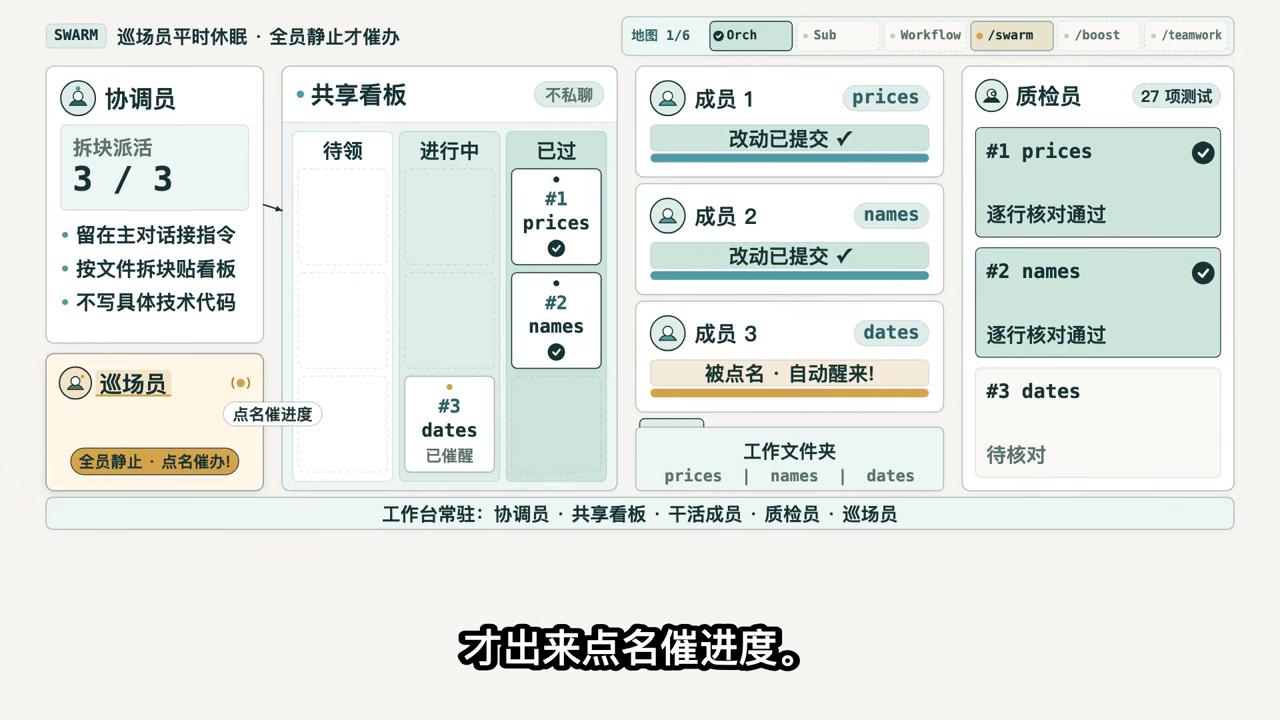 SWARM 巡场员平时休眠 · 全员静止才催办
地图 1/6 Orch Sub Workflow /swarm /boost /teamwork
协调员
拆块派活
3 / 3
• 留在主对话接指令
• 按文件拆块贴看板
• 不写具体技术代码
巡场员
点名催进度
全员静止 · 点名催办!
共享看板 不私聊
待领 进行中 已过
#1
prices
#2
names
#3
dates
已催醒
成员 1 prices
改动已提交 ✓
成员 2 names
改动已提交 ✓
成员 3 dates
被点名 · 自动醒来!
工作文件夹
prices | names | dates
质检员 27 项测试
#1 prices
逐行核对通过
#2 names
逐行核对通过
#3 dates
待核对
工作台常驻: 协调员 · 共享看板 · 干活成员 · 质检员 · 巡场员
才出来点名催进度。